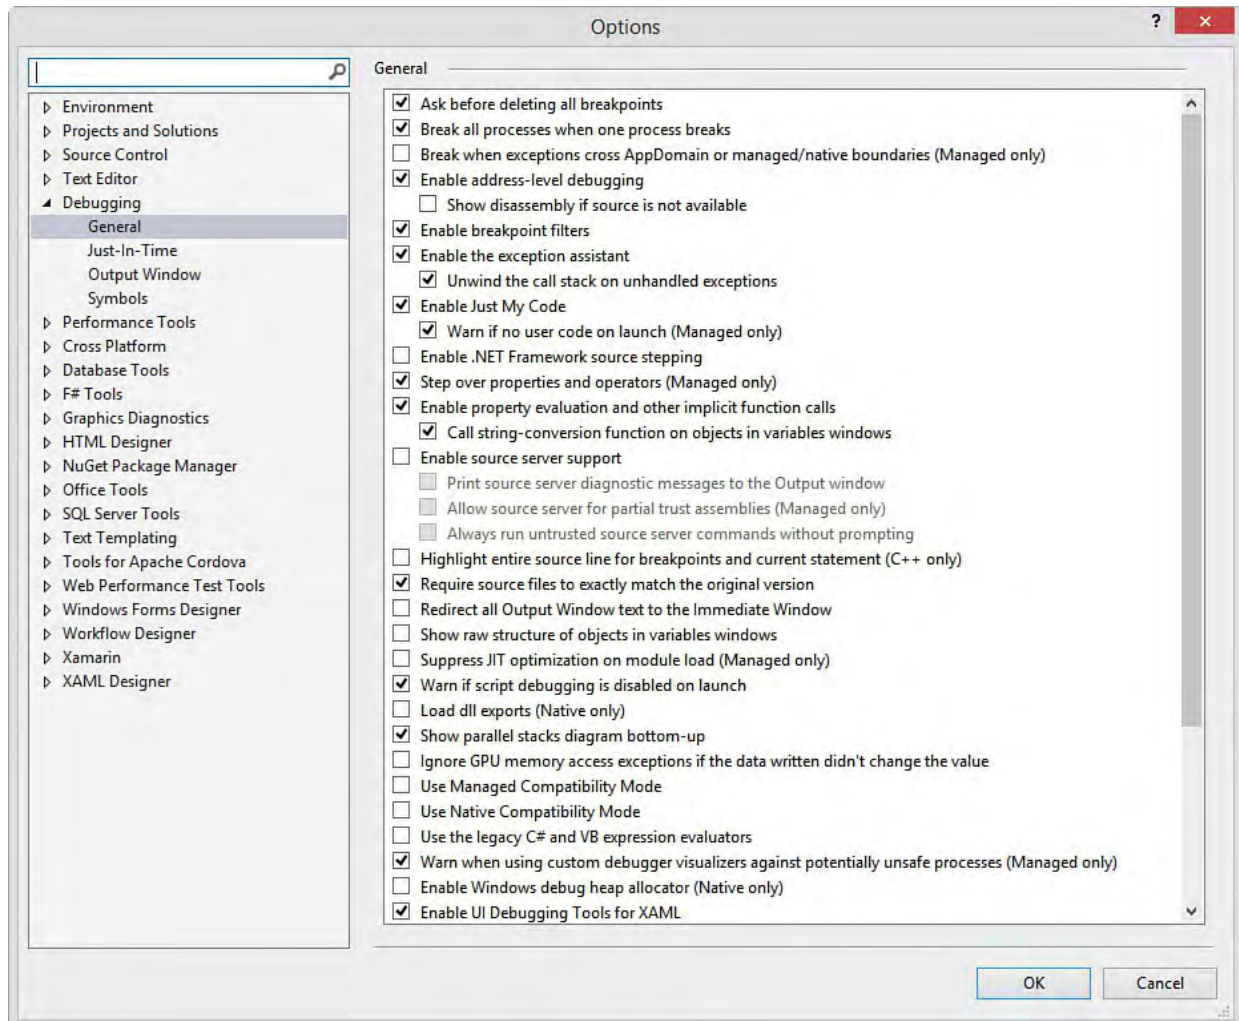 Options
?
General
Environment
Projects and Solutions
Source Control
Text Editor
Debugging
General
Just-In-Time
Output Window
Symbols
Performance Tools
Cross Platform
Database Tools
F# Tools
Graphics Diagnostics
HTML Designer
NuGet Package Manager
Office Tools
SQL Server Tools
Text Templating
Tools for Apache Cordova
Web Performance Test Tools
Windows Forms Designer
Workflow Designer
Xamarin
XAML Designer
Ask before deleting all breakpoints
Break all processes when one process breaks
Break when exceptions cross AppDomain or managed/native boundaries (Managed only)
Enable address-level debugging
Show disassembly if source is not available
Enable breakpoint filters
Enable the exception assistant
Unwind the call stack on unhandled exceptions
Enable Just My Code
Warn if no user code on launch (Managed only)
Enable .NET Framework source stepping
Step over properties and operators (Managed only)
Enable property evaluation and other implicit function calls
Call string-conversion function on objects in variables windows
Enable source server support
Print source server diagnostic messages to the Output window
Allow source server for partial trust assemblies (Managed only)
Always run untrusted source server commands without prompting
Highlight entire source line for breakpoints and current statement (C++ only)
Require source files to exactly match the original version
Redirect all Output Window text to the Immediate Window
Show raw structure of objects in variables windows
Suppress JIT optimization on module load (Managed only)
Warn if script debugging is disabled on launch
Load dll exports (Native only)
Show parallel stacks diagram bottom-up
Ignore GPU memory access exceptions if the data written didn't change the value
Use Managed Compatibility Mode
Use Native Compatibility Mode
Use the legacy C# and VB expression evaluators
Warn when using custom debugger visualizers against potentially unsafe processes (Managed only)
Enable Windows debug heap allocator (Native only)
Enable UI Debugging Tools for XAML
OK
Cancel